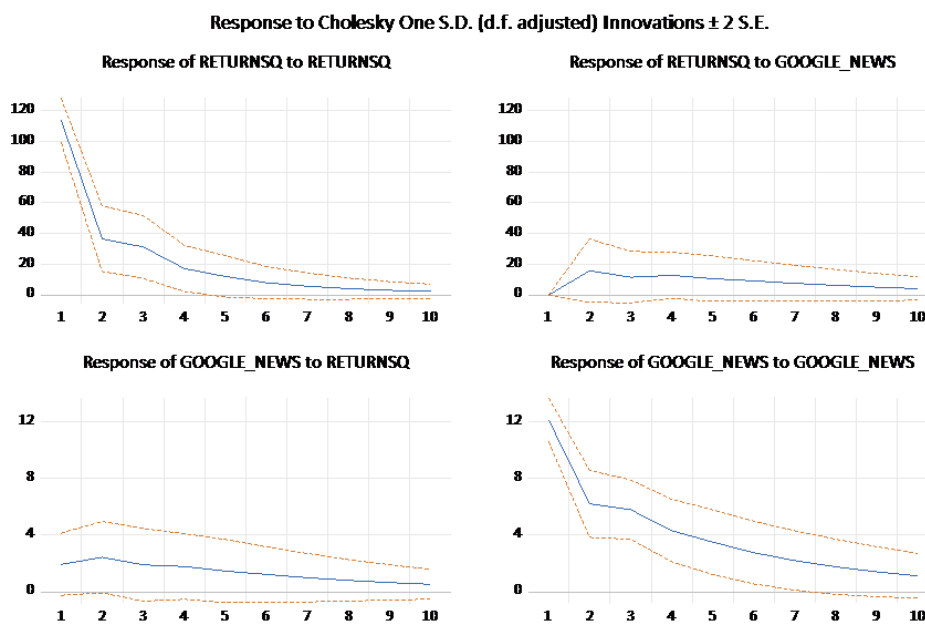 Response to Cholesky One S.D. (d.f. adjusted) Innovations ± 2 S.E.
Response of RETURNSQ to RETURNSQ
120
100
80
60
40
20
0
1 2 3 4 5 6 7 8 9 10
Response of RETURNSQ to GOOGLE_NEWS
120
100
80
60
40
20
0
1 2 3 4 5 6 7 8 9 10
Response of GOOGLE_NEWS to RETURNSQ
12
8
4
0
1 2 3 4 5 6 7 8 9 10
Response of GOOGLE_NEWS to GOOGLE_NEWS
12
8
4
0
1 2 3 4 5 6 7 8 9 10